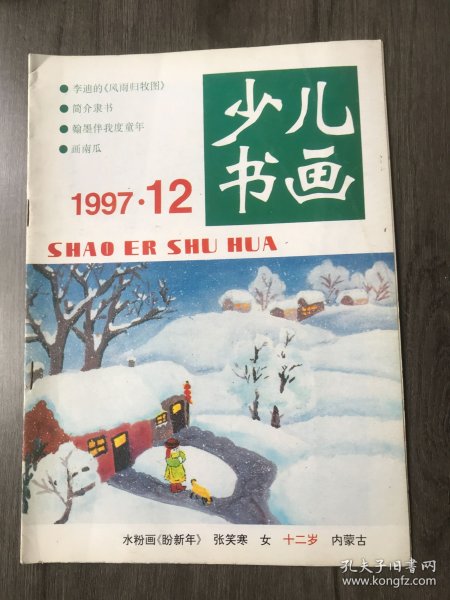 ● 李迪的《风雨归牧图》
● 简介隶书
● 翰墨伴我度童年
● 画南瓜
少儿
书画
1997·12
SHAO ER SHU HUA
水粉画《盼新年》 张笑寒 女 十二岁 内蒙古
孔夫子旧书网
www.kongfz.com